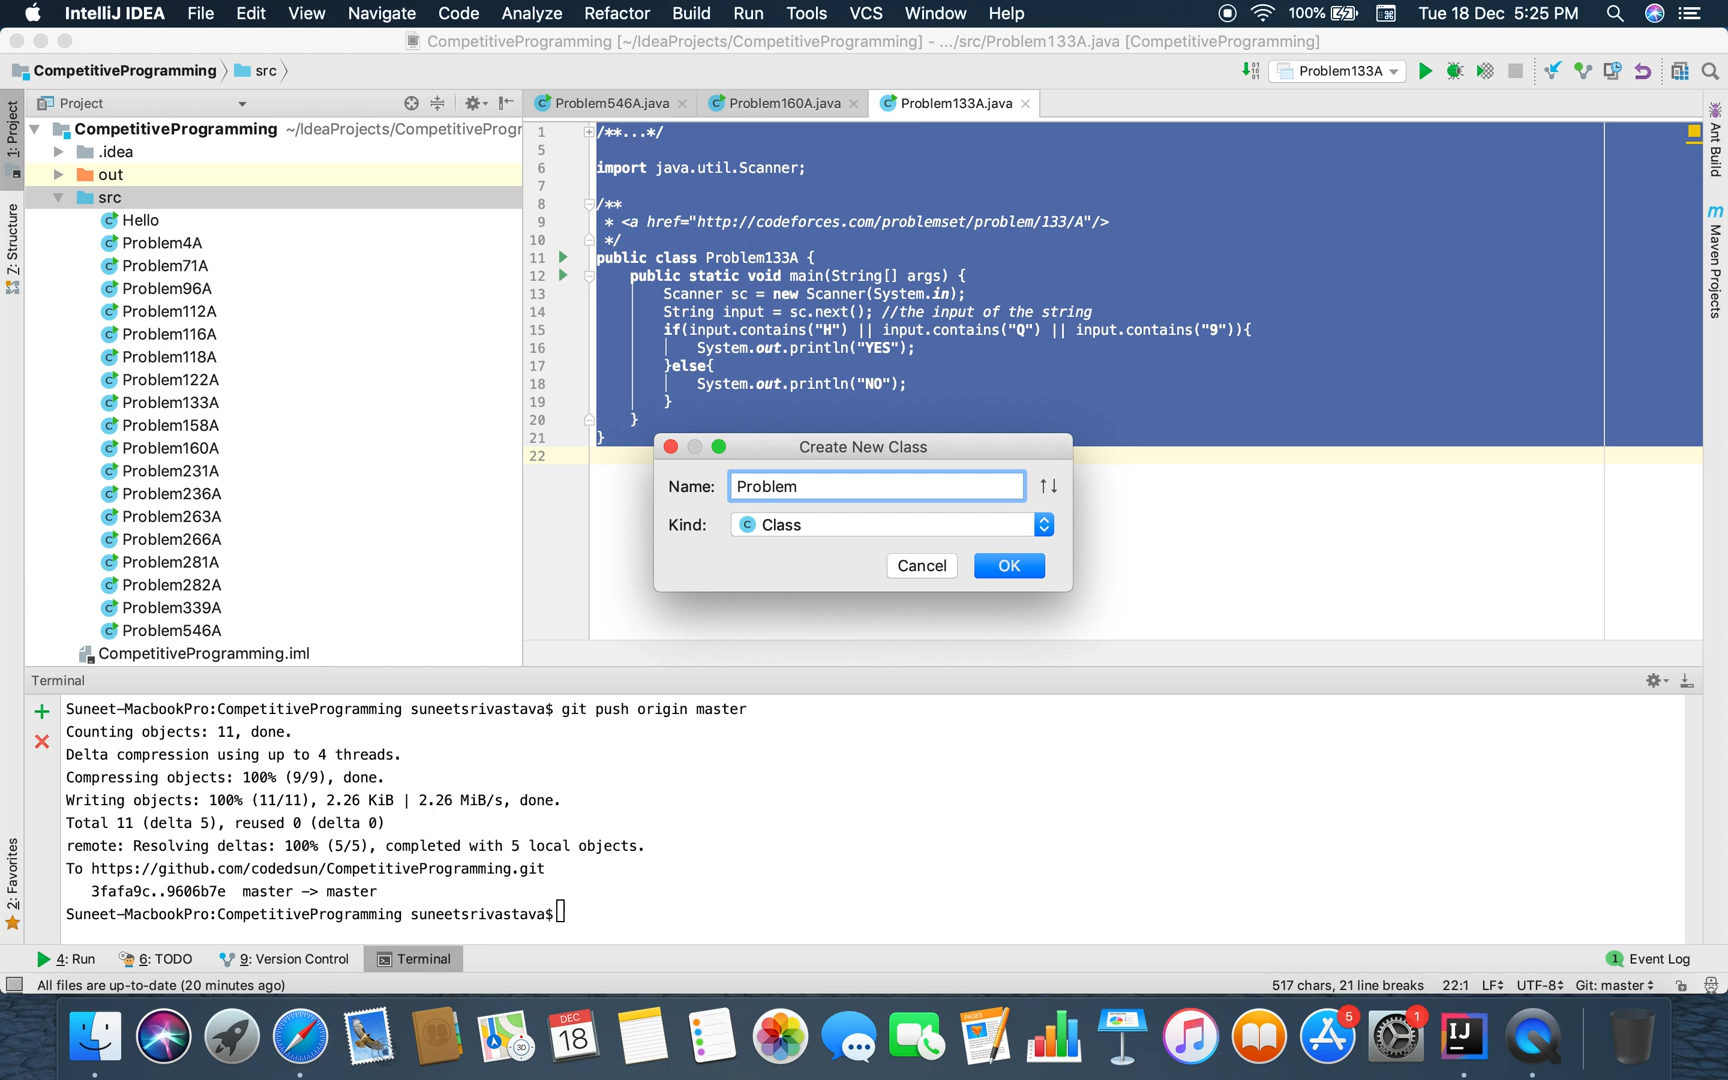 IntelliJ IDEA File Edit View Navigate Code Analyze Refactor Build Run Tools VCS Window Help 100% Tue 18 Dec 5:25 PM
CompetitiveProgramming [~/IdeaProjects/CompetitiveProgramming] - .../src/Problem133A.java [CompetitiveProgramming]
CompetitiveProgramming src Problem133A
Project
Problem546A.java
Problem160A.java
Problem133A.java
1: Project
Z: Structure
2: Favorites
CompetitiveProgramming ~/IdeaProjects/CompetitiveProgr
.idea
out
src
Hello
Problem4A
Problem71A
Problem96A
Problem112A
Problem116A
Problem118A
Problem122A
Problem133A
Problem158A
Problem160A
Problem231A
Problem236A
Problem263A
Problem266A
Problem281A
Problem282A
Problem339A
Problem546A
CompetitiveProgramming.iml
1 /**...*/
5
6 import java.util.Scanner;
7
8 /**
9 * <a href="http://codeforces.com/problemset/problem/133/A"/>
10 */
11 public class Problem133A {
12 public static void main(String[] args) {
13 Scanner sc = new Scanner(System.in);
14 String input = sc.next(); //the input of the string
15 if(input.contains("H") || input.contains("Q") || input.contains("9")){
16 System.out.println("YES");
17 }else{
18 System.out.println("NO");
19 }
20 }
21 }
22
Create New Class
Name: Problem
Kind: C Class
Cancel OK
Ant Build
Maven Projects
Terminal
Suneet-MacbookPro:CompetitiveProgramming suneetsrivastava$ git push origin master
Counting objects: 11, done.
Delta compression using up to 4 threads.
Compressing objects: 100% (9/9), done.
Writing objects: 100% (11/11), 2.26 KiB | 2.26 MiB/s, done.
Total 11 (delta 5), reused 0 (delta 0)
remote: Resolving deltas: 100% (5/5), completed with 5 local objects.
To https://github.com/codedsun/CompetitiveProgramming.git
3fafa9c..9606b7e master -> master
Suneet-MacbookPro:CompetitiveProgramming suneetsrivastava$
4: Run 6: TODO 9: Version Control Terminal 1 Event Log
All files are up-to-date (20 minutes ago) 517 chars, 21 line breaks 22:1 LF UTF-8 Git: master
DEC
18
3D
PAGES
5
1
IJ